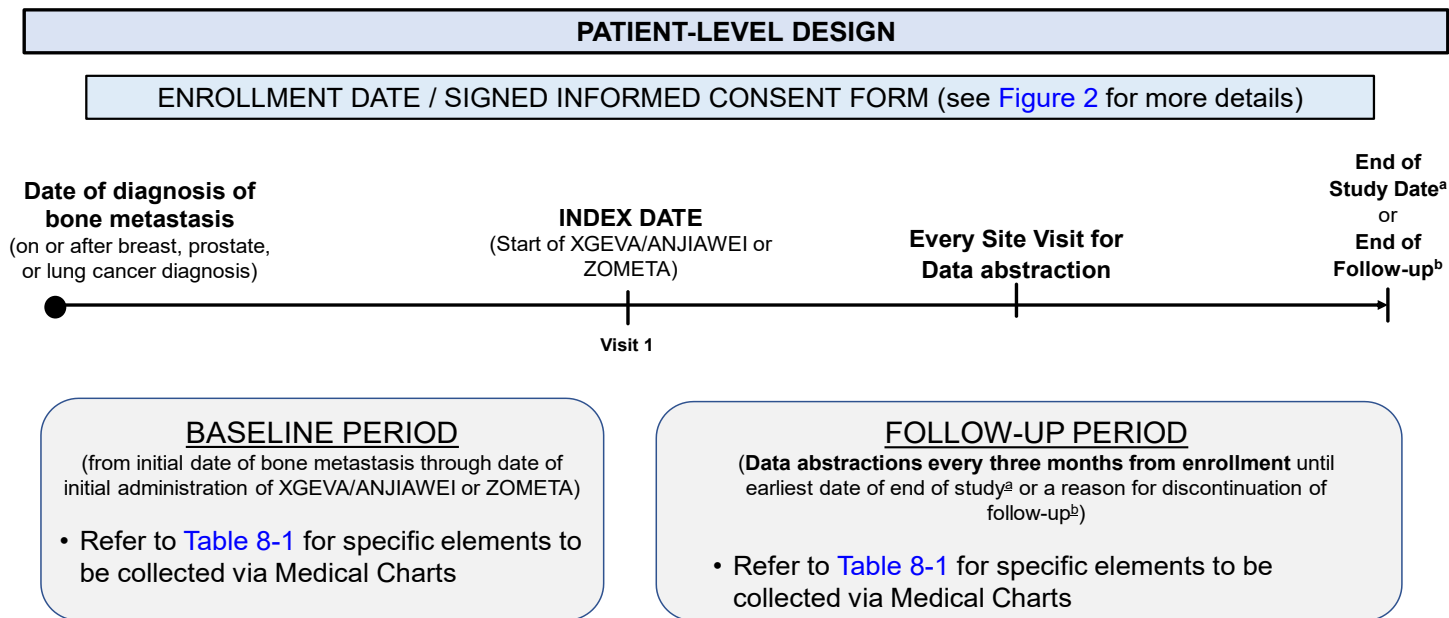 PATIENT-LEVEL DESIGN
ENROLLMENT DATE / SIGNED INFORMED CONSENT FORM (see Figure 2 for more details)
Date of diagnosis of
bone metastasis
(on or after breast, prostate,
or lung cancer diagnosis)
INDEX DATE
(Start of XGEVA/ANJIAWEI or
ZOMETA)
Every Site Visit for
Data abstraction
End of
Study Dateᵃ
or
End of
Follow-upᵇ
Visit 1
BASELINE PERIOD
(from initial date of bone metastasis through date of
initial administration of XGEVA/ANJIAWEI or ZOMETA)
• Refer to Table 8-1 for specific elements to
be collected via Medical Charts
FOLLOW-UP PERIOD
(Data abstractions every three months from enrollment until
earliest date of end of studyᵃ or a reason for discontinuation of
follow-upᵇ)
• Refer to Table 8-1 for specific elements to be
collected via Medical Charts